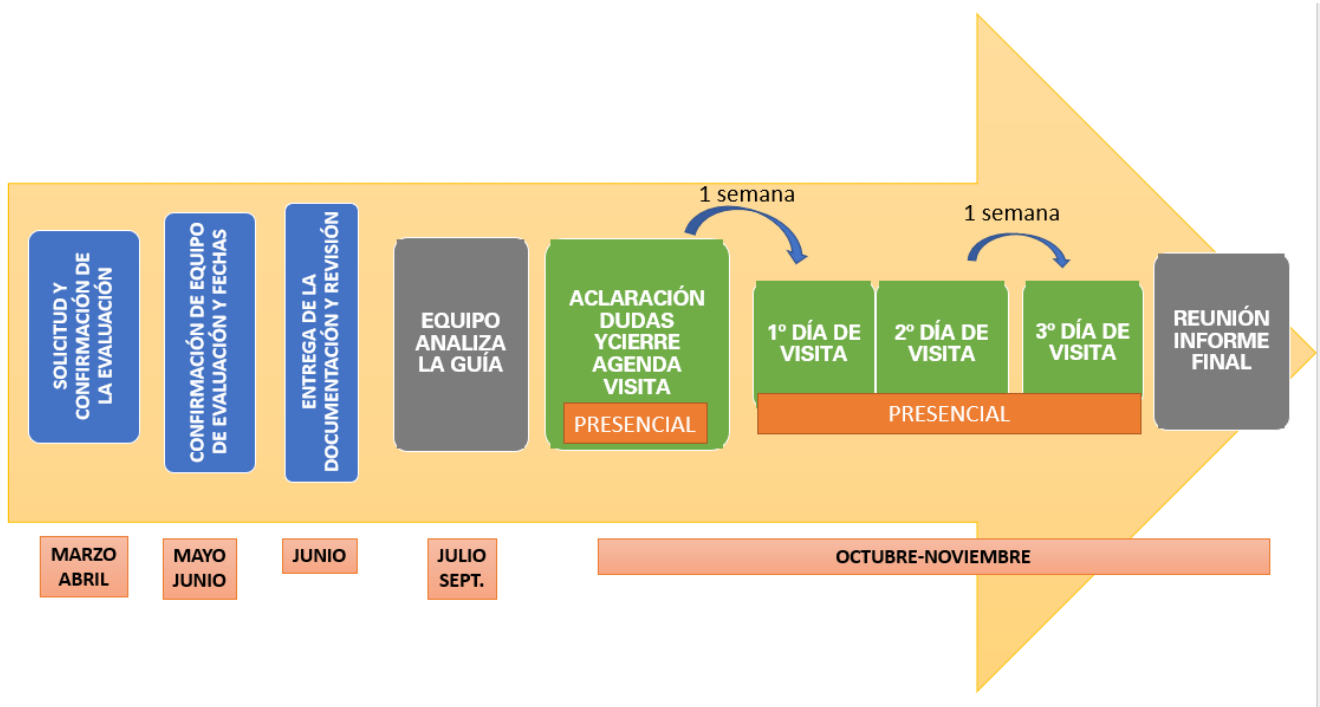 SOLICITUD Y
CONFIRMACIÓN DE
LA EVALUACIÓN
CONFIRMACIÓN DE EQUIPO
DE EVALUACIÓN Y FECHAS
ENTREGA DE LA
DOCUMENTACIÓN Y REVISIÓN
EQUIPO
ANALIZA
LA GUÍA
ACLARACIÓN
DUDAS
YCIERRE
AGENDA
VISITA
PRESENCIAL
1 semana
1º DÍA DE
VISITA
2º DÍA DE
VISITA
1 semana
3º DÍA DE
VISITA
PRESENCIAL
REUNIÓN
INFORME
FINAL
MARZO
ABRIL
MAYO
JUNIO
JUNIO
JULIO
SEPT.
OCTUBRE-NOVIEMBRE